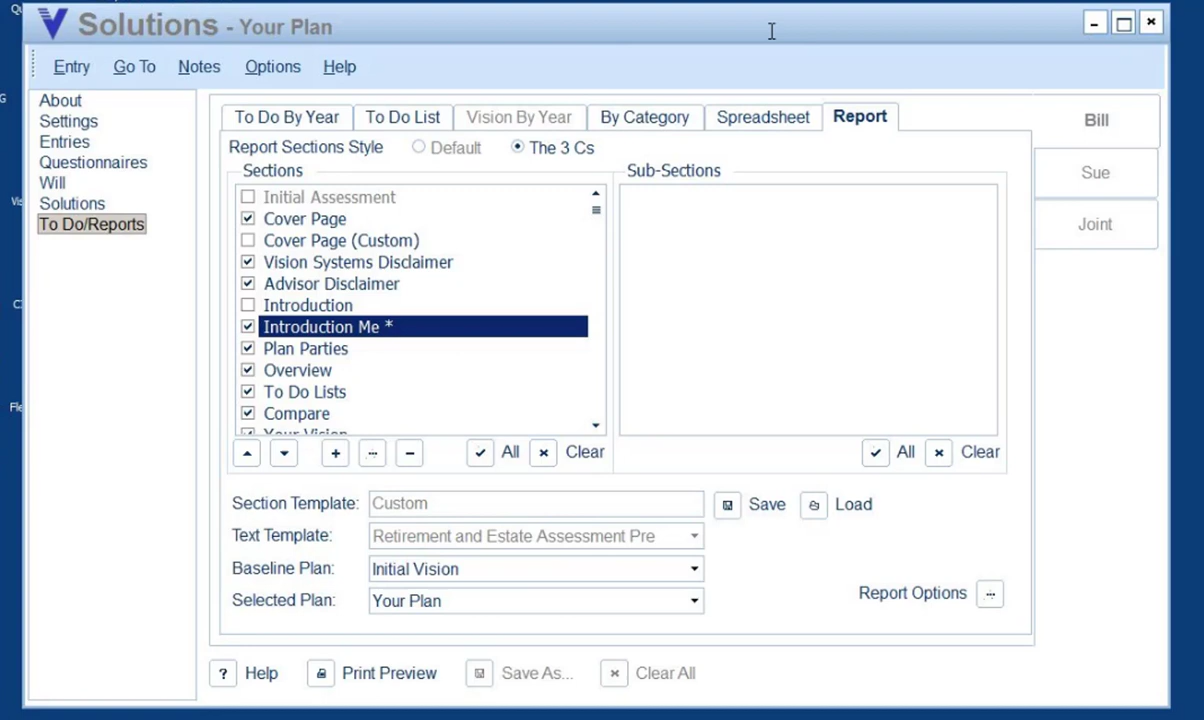 Solutions - Your Plan
Entry Go To Notes Options Help
About
Settings
Entries
Questionnaires
Will
Solutions
To Do/Reports
To Do By Year To Do List Vision By Year By Category Spreadsheet Report
Report Sections Style Default The 3 Cs
Sections
Initial Assessment
Cover Page
Cover Page (Custom)
Vision Systems Disclaimer
Advisor Disclaimer
Introduction
Introduction Me *
Plan Parties
Overview
To Do Lists
Compare
Your Vision
All Clear
Sub-Sections
All Clear
Section Template: Custom Save Load
Text Template: Retirement and Estate Assessment Pre
Baseline Plan: Initial Vision
Selected Plan: Your Plan
Report Options ...
? Help Print Preview Save As... Clear All
Bill
Sue
Joint